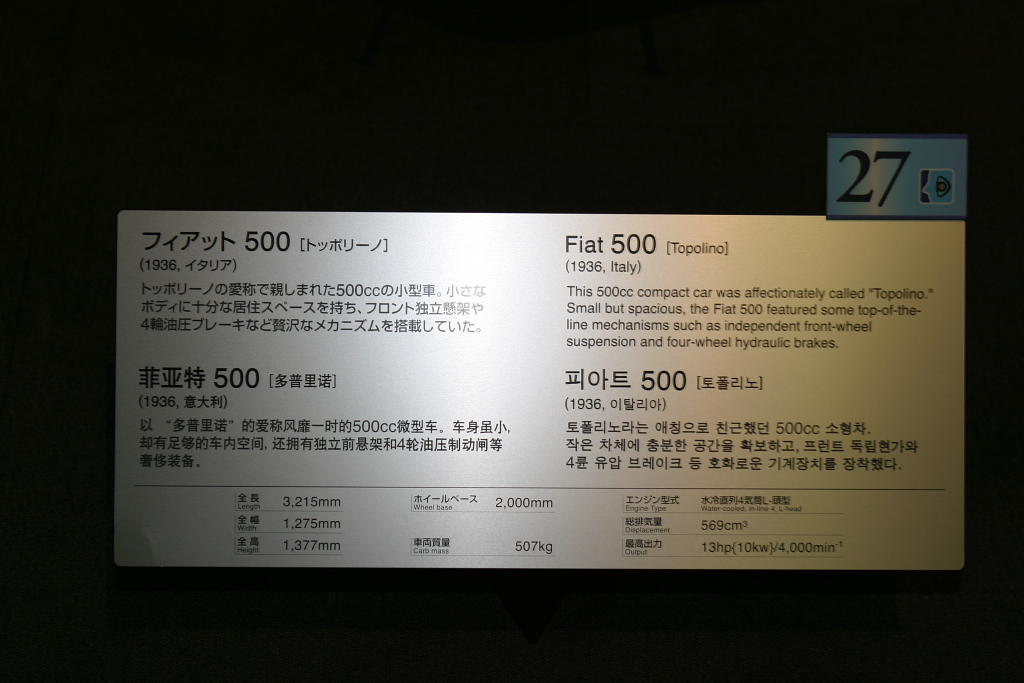 27
フィアット 500 [トッポリーノ]
(1936, イタリア)
トッポリーノの愛称で親しまれた500ccの小型車。小さな
ボディに十分な居住スペースを持ち、フロント独立懸架や
4輪油圧ブレーキなど贅沢なメカニズムを搭載していた。
Fiat 500 [Topolino]
(1936, Italy)
This 500cc compact car was affectionately called "Topolino."
Small but spacious, the Fiat 500 featured some top-of-the-
line mechanisms such as independent front-wheel
suspension and four-wheel hydraulic brakes.
菲亚特 500 [多普里诺]
(1936, 意大利)
以 “多普里诺” 的爱称风靡一时的500cc微型车。车身虽小,
却有足够的车内空间, 还拥有独立前悬架和4轮油压制动闸等
奢侈装备。
피아트 500 [토폴리노]
(1936, 이탈리아)
토폴리노라는 애칭으로 친근했던 500cc 소형차.
작은 차체에 충분한 공간을 확보하고, 프런트 독립현가와
4륜 유압 브레이크 등 호화로운 기계장치를 장착했다.
全長 3,215mm
Length
全幅 1,275mm
Width
全高 1,377mm
Height
ホイールベース 2,000mm
Wheel base
車両質量 507kg
Carb mass
エンジン型式 水冷直列4気筒L-頭型
Engine Type Water-cooled, in-line 4, L-head
総排気量 569cm³
Displacement
最高出力 13hp{10kw}/4,000min⁻¹
Output